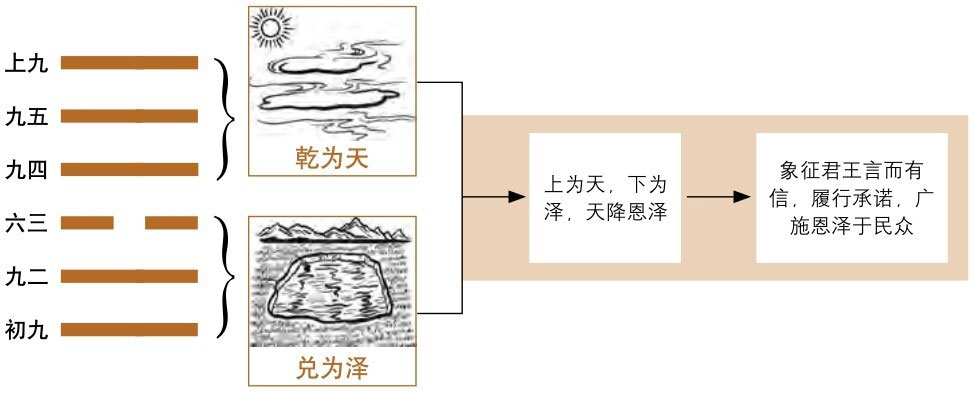 上九
九五
九四
六三
九二
初九
乾为天
兑为泽
上为天，下为
泽，天降恩泽
象征君王言而有
信，履行承诺，广
施恩泽于民众